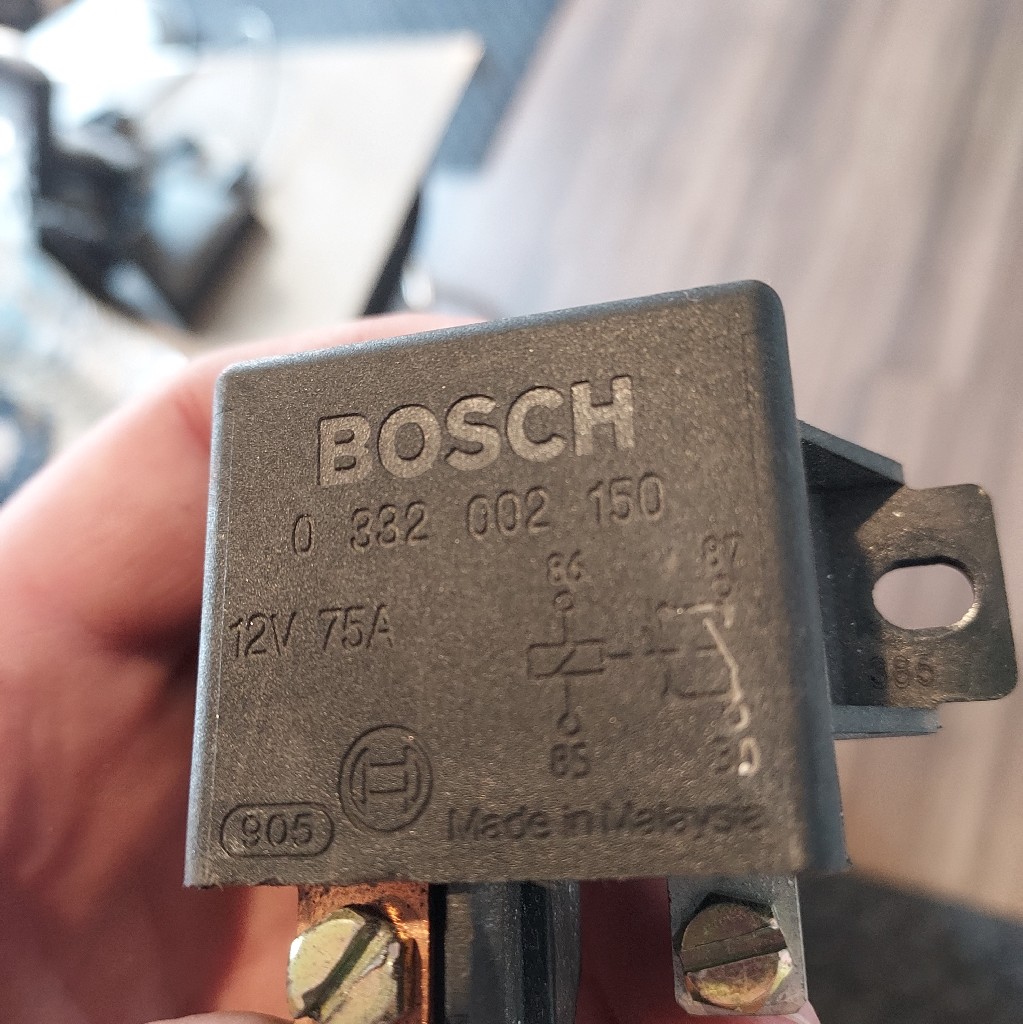 BOSCH
0 332 002 150
86 87
12V 75A
85
905
Made in Malaysia